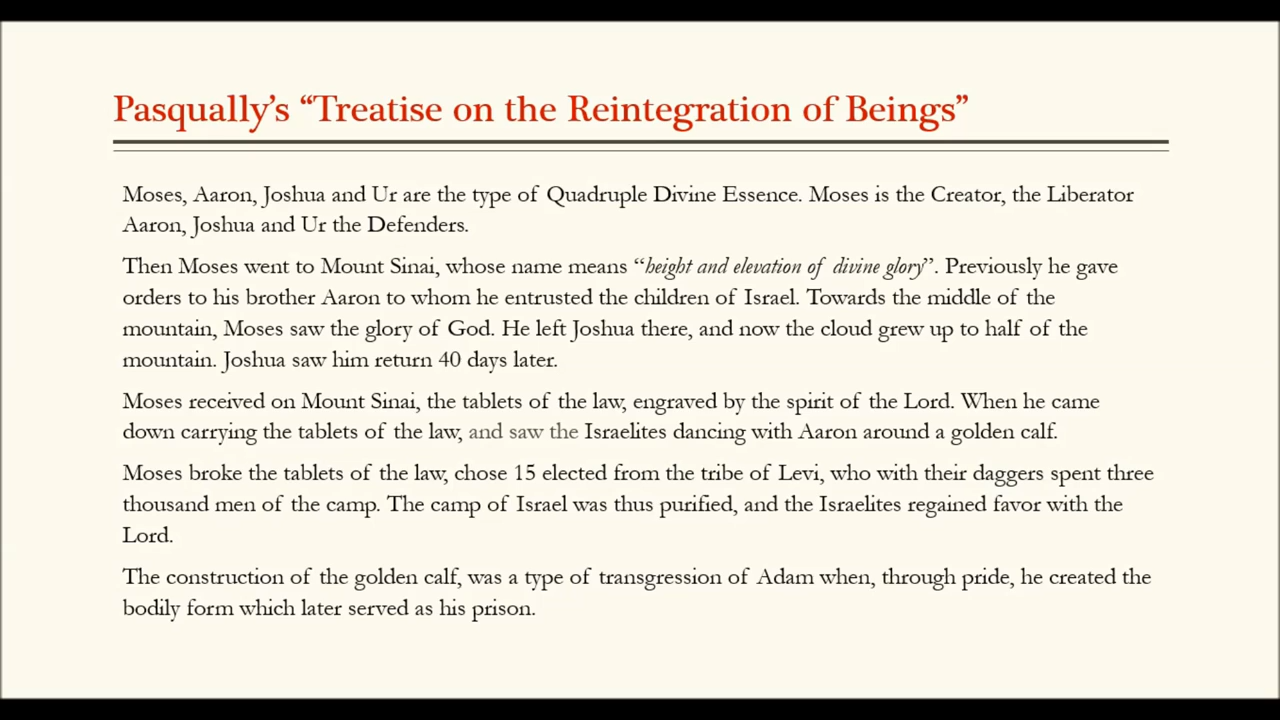 Pasqually’s “Treatise on the Reintegration of Beings”
Moses, Aaron, Joshua and Ur are the type of Quadruple Divine Essence. Moses is the Creator, the Liberator
Aaron, Joshua and Ur the Defenders.
Then Moses went to Mount Sinai, whose name means “height and elevation of divine glory”. Previously he gave
orders to his brother Aaron to whom he entrusted the children of Israel. Towards the middle of the
mountain, Moses saw the glory of God. He left Joshua there, and now the cloud grew up to half of the
mountain. Joshua saw him return 40 days later.
Moses received on Mount Sinai, the tablets of the law, engraved by the spirit of the Lord. When he came
down carrying the tablets of the law, and saw the Israelites dancing with Aaron around a golden calf.
Moses broke the tablets of the law, chose 15 elected from the tribe of Levi, who with their daggers spent three
thousand men of the camp. The camp of Israel was thus purified, and the Israelites regained favor with the
Lord.
The construction of the golden calf, was a type of transgression of Adam when, through pride, he created the
bodily form which later served as his prison.